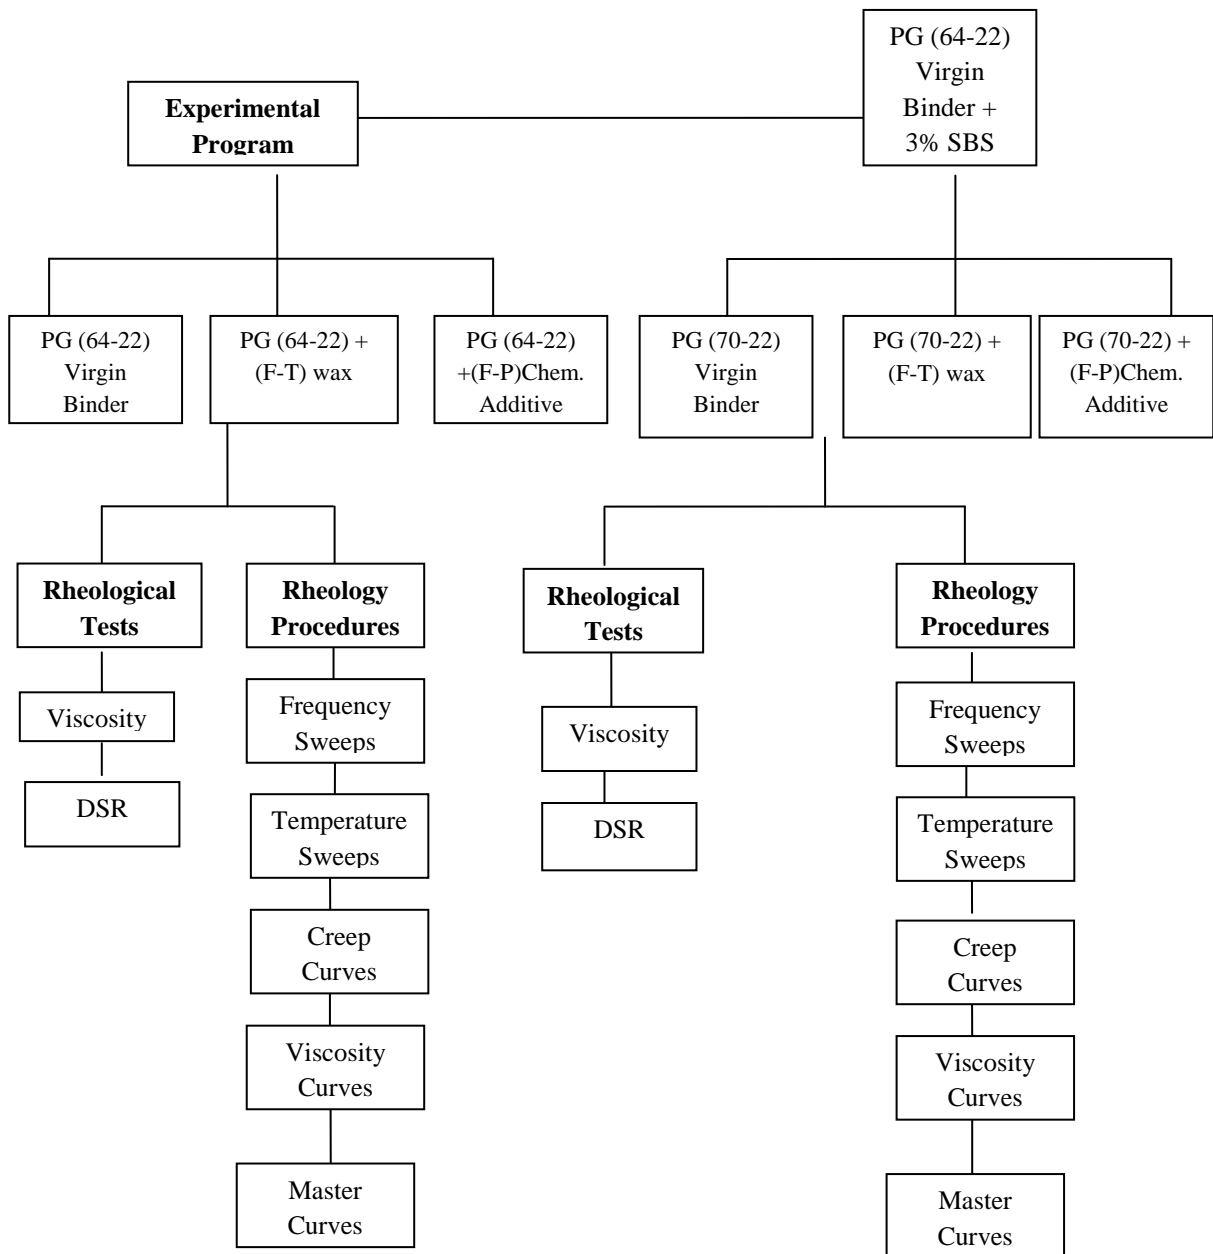 PG (64-22)
Virgin
Binder +
3% SBS
Experimental
Program
PG (64-22)
Virgin
Binder
PG (64-22) +
(F-T) wax
PG (64-22)
+(F-P)Chem.
Additive
PG (70-22)
Virgin
Binder
PG (70-22) +
(F-T) wax
PG (70-22) +
(F-P)Chem.
Additive
Rheological
Tests
Viscosity
DSR
Rheology
Procedures
Frequency
Sweeps
Temperature
Sweeps
Creep
Curves
Viscosity
Curves
Master
Curves
Rheological
Tests
Viscosity
DSR
Rheology
Procedures
Frequency
Sweeps
Temperature
Sweeps
Creep
Curves
Viscosity
Curves
Master
Curves